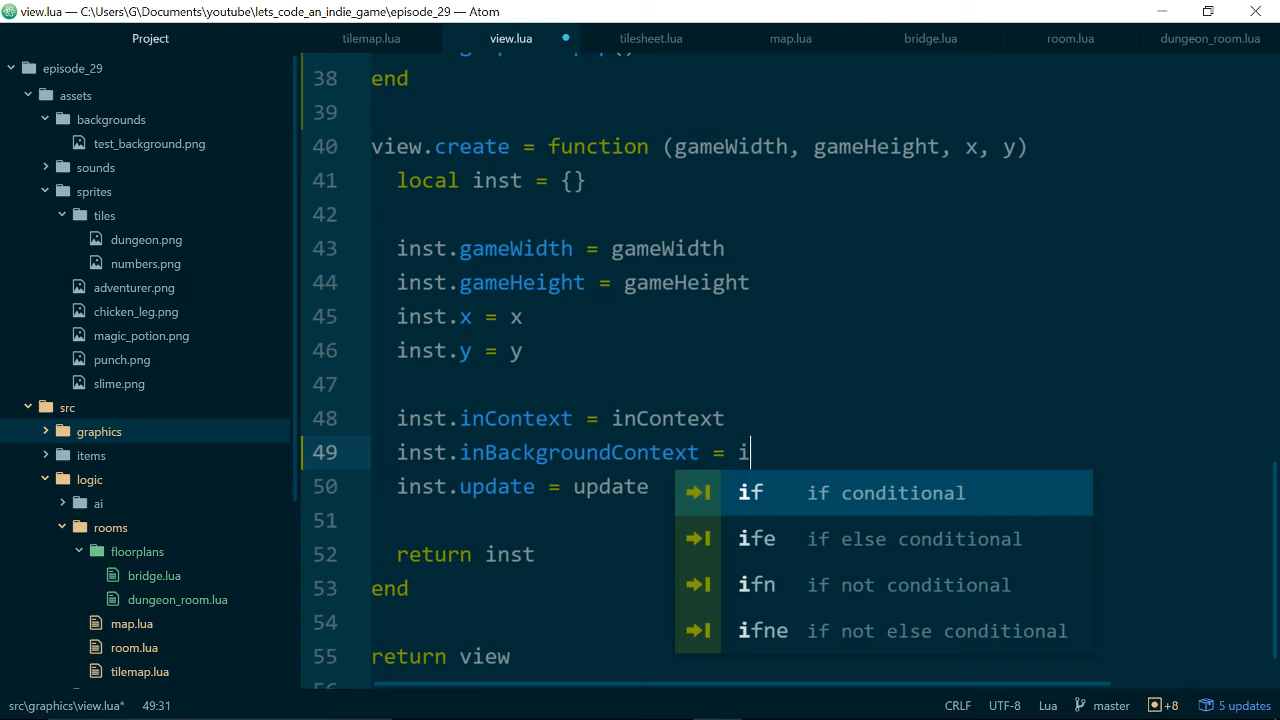 view.lua — C:\Users\G\Documents\youtube\lets_code_an_indie_game\episode_29 — Atom
Project
tilemap.lua
view.lua
tilesheet.lua
map.lua
bridge.lua
room.lua
dungeon_room.lua
episode_29
assets
backgrounds
test_background.png
sounds
sprites
tiles
dungeon.png
numbers.png
adventurer.png
chicken_leg.png
magic_potion.png
punch.png
slime.png
src
graphics
items
logic
ai
rooms
floorplans
bridge.lua
dungeon_room.lua
map.lua
room.lua
tilemap.lua
38 end
39
40 view.create = function (gameWidth, gameHeight, x, y)
41 local inst = {}
42
43 inst.gameWidth = gameWidth
44 inst.gameHeight = gameHeight
45 inst.x = x
46 inst.y = y
47
48 inst.inContext = inContext
49 inst.inBackgroundContext = i
50 inst.update = update
51
52 return inst
53 end
54
55 return view
if if conditional
ife if else conditional
ifn if not conditional
ifne if not else conditional
src\graphics\view.lua* 49:31
CRLF UTF-8 Lua master +8 5 updates